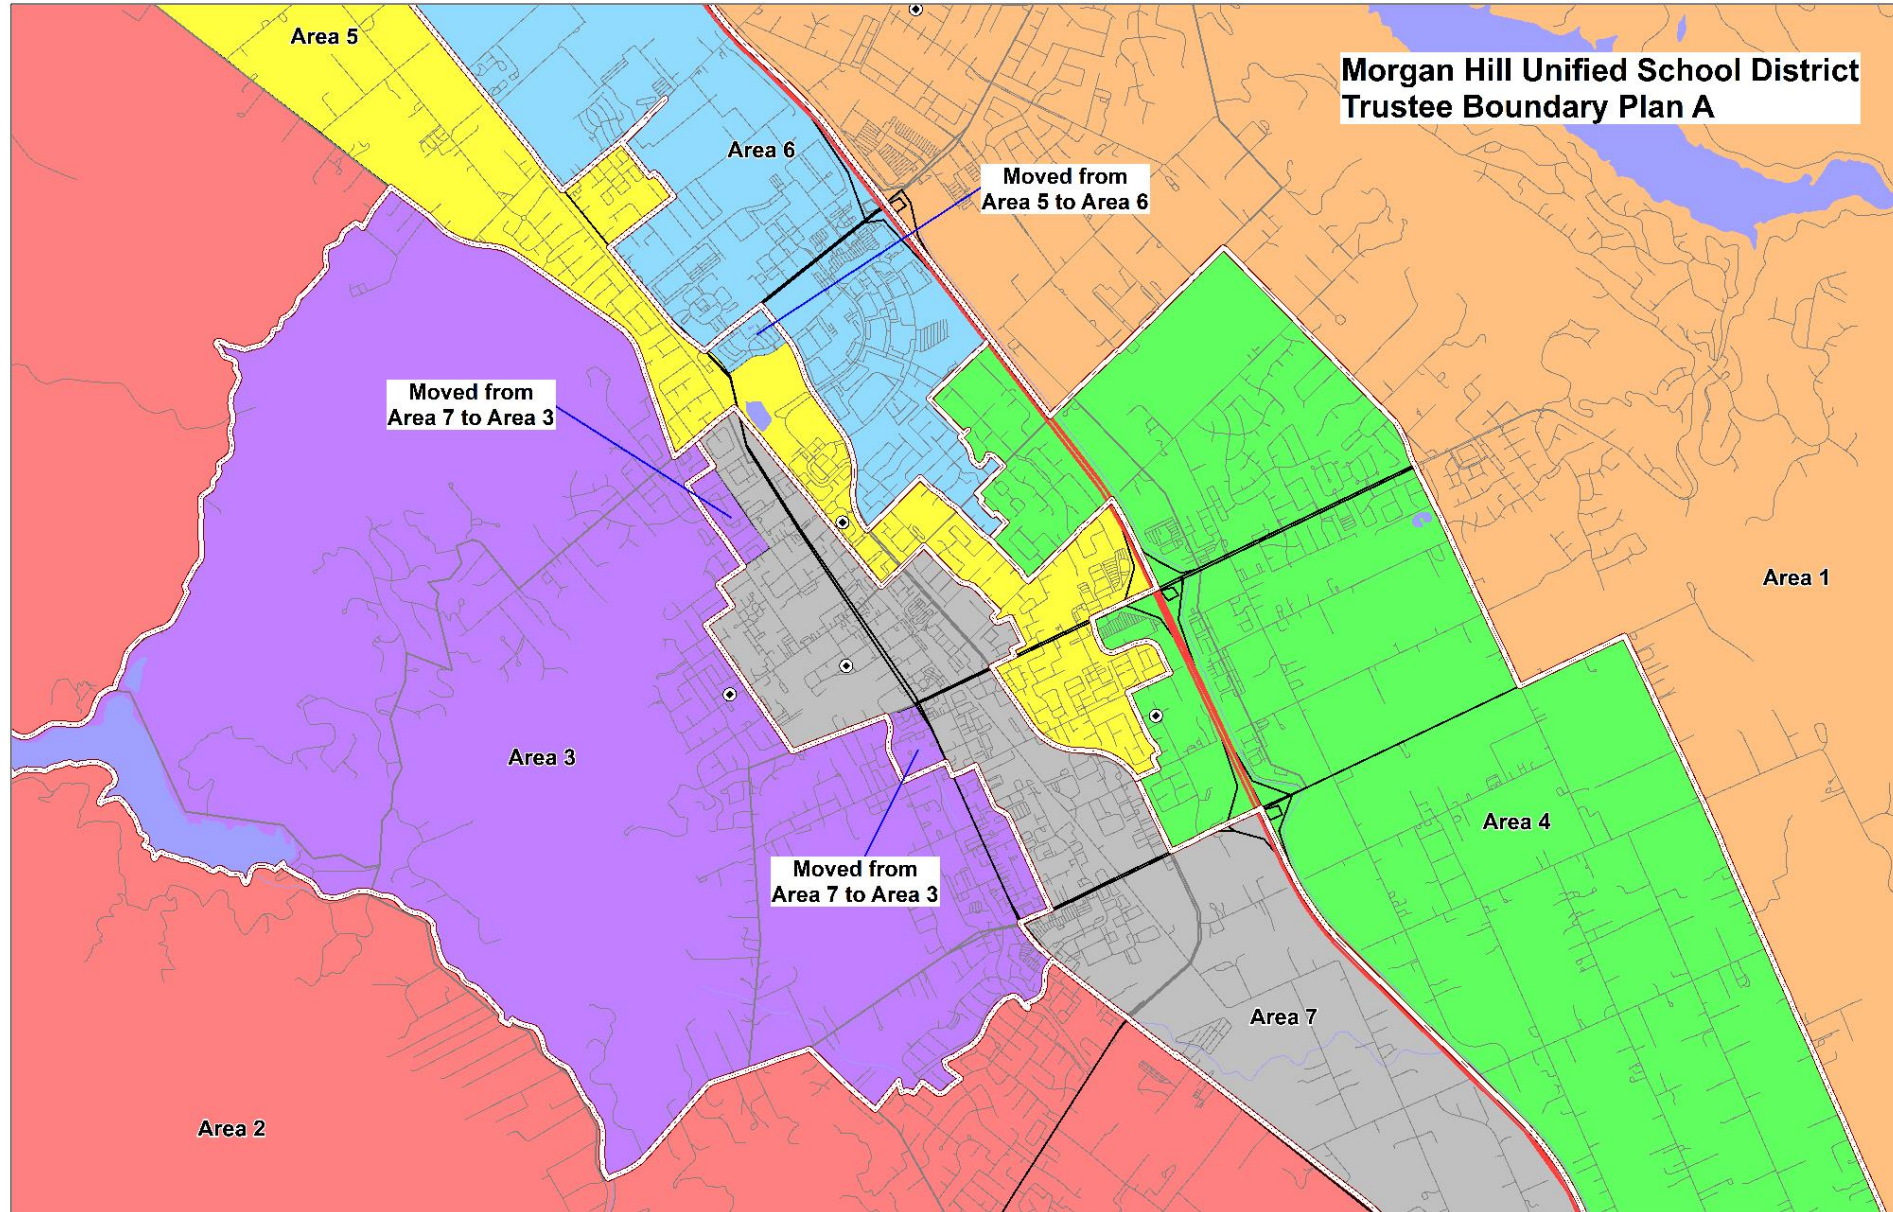 Morgan Hill Unified School District
Trustee Boundary Plan A
Area 5
Area 6
Moved from
Area 5 to Area 6
Moved from
Area 7 to Area 3
Area 1
Area 3
Area 4
Moved from
Area 7 to Area 3
Area 7
Area 2